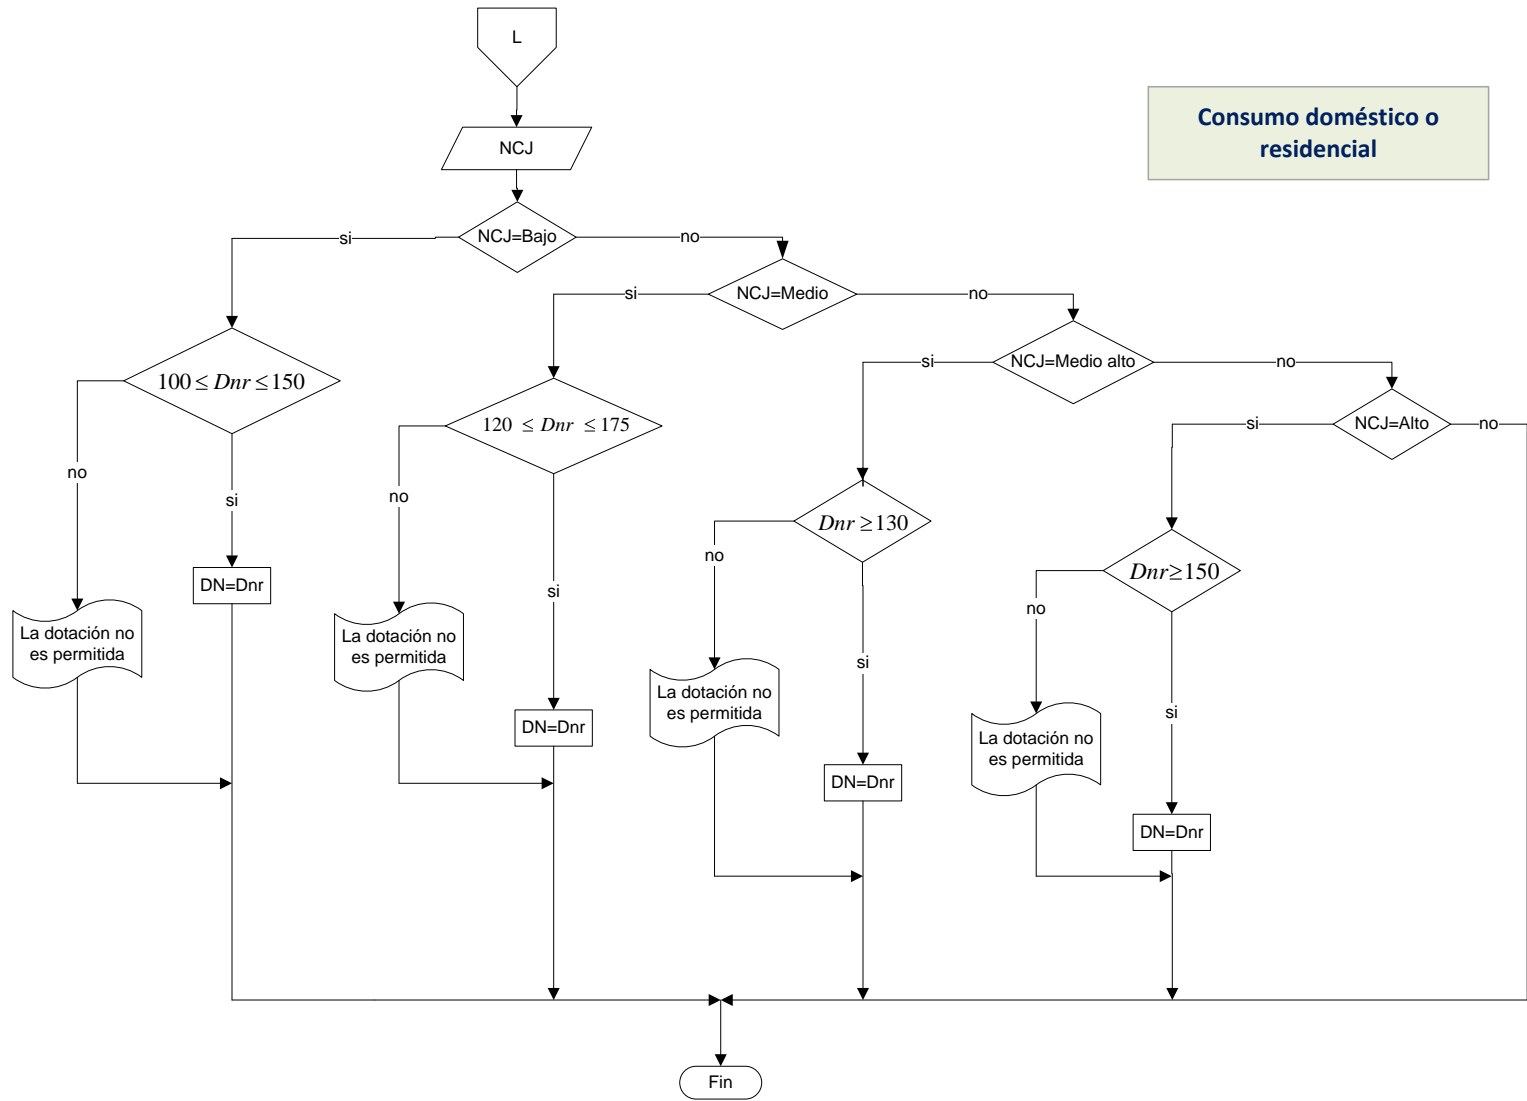 L
Consumo doméstico o
residencial
NCJ
NCJ=Bajo
si
no
NCJ=Medio
si
no
NCJ=Medio alto
si
no
NCJ=Alto
si
no
100 ≤ Dnr ≤ 150
no
si
DN=Dnr
La dotación no
es permitida
120 ≤ Dnr ≤ 175
no
si
La dotación no
es permitida
DN=Dnr
Dnr ≥ 130
no
si
La dotación no
es permitida
DN=Dnr
Dnr ≥ 150
no
si
La dotación no
es permitida
DN=Dnr
Fin